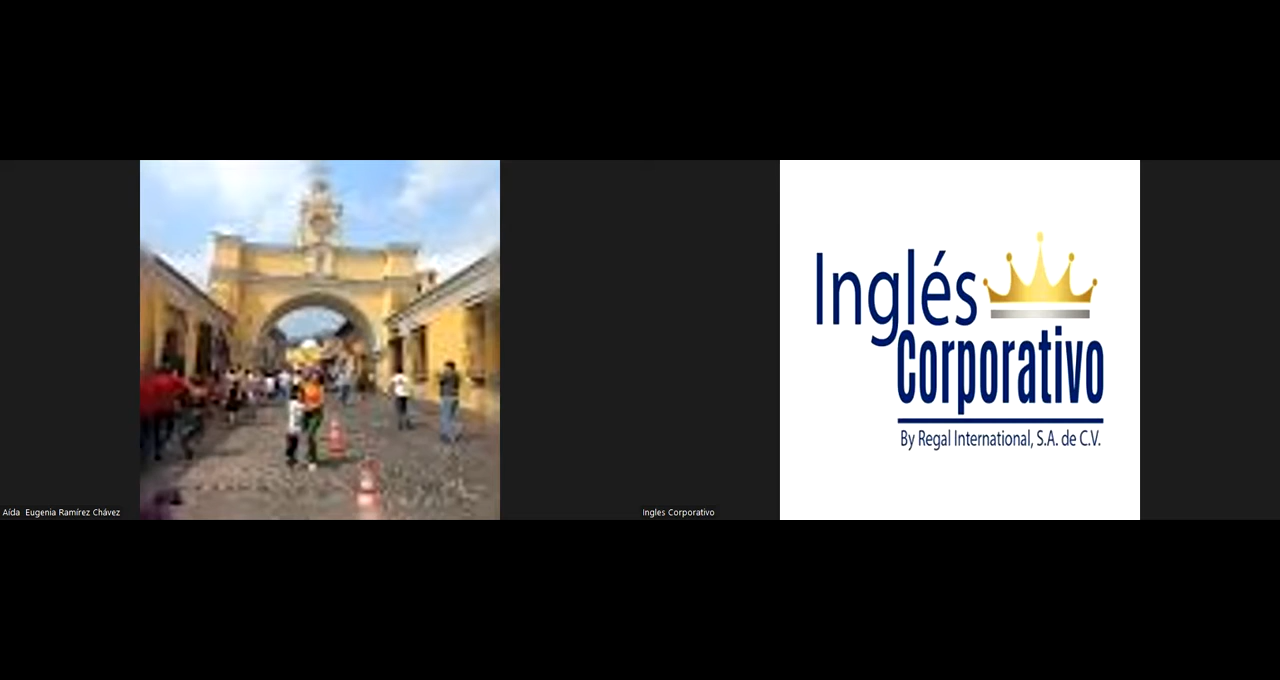 Inglés
Corporativo
By Regal International, S.A. de C.V.
Aída  Eugenia Ramírez Chávez
Ingles Corporativo